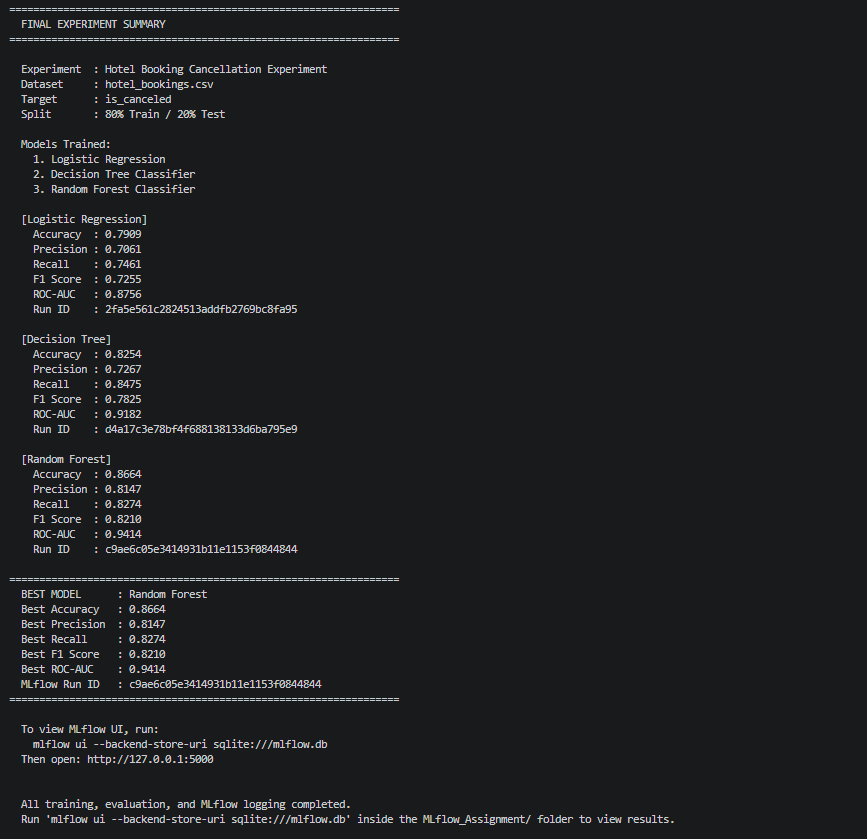 =================================================================
FINAL EXPERIMENT SUMMARY
=================================================================
Experiment : Hotel Booking Cancellation Experiment
Dataset : hotel_bookings.csv
Target : is_canceled
Split : 80% Train / 20% Test
Models Trained:
1. Logistic Regression
2. Decision Tree Classifier
3. Random Forest Classifier
[Logistic Regression]
Accuracy : 0.7909
Precision : 0.7061
Recall : 0.7461
F1 Score : 0.7255
ROC-AUC : 0.8756
Run ID : 2fa5e561c2824513addfb2769bc8fa95
[Decision Tree]
Accuracy : 0.8254
Precision : 0.7267
Recall : 0.8475
F1 Score : 0.7825
ROC-AUC : 0.9182
Run ID : d4a17c3e78bf4f688138133d6ba795e9
[Random Forest]
Accuracy : 0.8664
Precision : 0.8147
Recall : 0.8274
F1 Score : 0.8210
ROC-AUC : 0.9414
Run ID : c9ae6c05e3414931b11e1153f0844844
=================================================================
BEST MODEL : Random Forest
Best Accuracy : 0.8664
Best Precision : 0.8147
Best Recall : 0.8274
Best F1 Score : 0.8210
Best ROC-AUC : 0.9414
MLflow Run ID : c9ae6c05e3414931b11e1153f0844844
=================================================================
To view MLflow UI, run:
mlflow ui --backend-store-uri sqlite:///mlflow.db
Then open: http://127.0.0.1:5000
All training, evaluation, and MLflow logging completed.
Run 'mlflow ui --backend-store-uri sqlite:///mlflow.db' inside the MLflow_Assignment/ folder to view results.